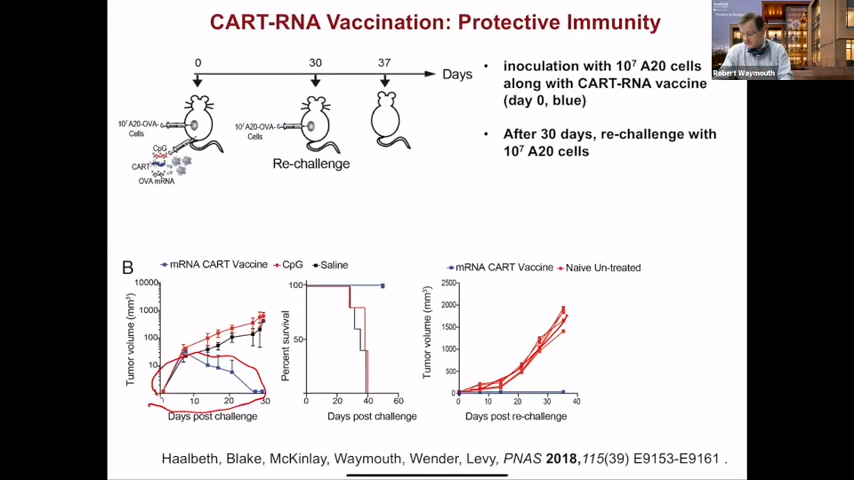 CART-RNA Vaccination: Protective Immunity
Robert Waymouth
0 30 37
Days
10⁷ A20-OVA
Cells
CpG
CART
OVA mRNA
10⁷ A20-OVA
Cells
Re-challenge
• inoculation with 10⁷ A20 cells
along with CART-RNA vaccine
(day 0, blue)
• After 30 days, re-challenge with
10⁷ A20 cells
B
mRNA CART Vaccine CpG Saline
Tumor volume (mm³)
10000
1000
100
10
10 20 30
Days post challenge
Percent survival
100
50
0 20 40 60
Days post challenge
mRNA CART Vaccine Naive Un-treated
Tumor volume (mm³)
2500
2000
1500
1000
500
0
0 10 20 30 40
Days post re-challenge
Haalbeth, Blake, McKinlay, Waymouth, Wender, Levy, PNAS 2018,115(39) E9153-E9161 .